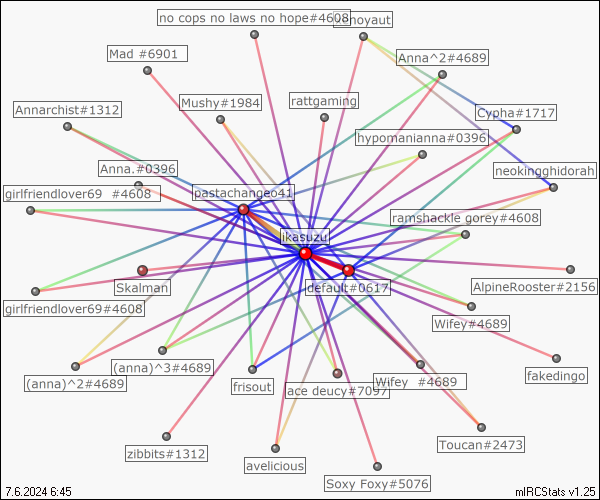 no cops no laws no hope#4608
Mad #6901
Anna^2#4689
Annarchist#1312
Mushy#1984
rattgaming
Cypha#1717
hypomanianna#0396
Anna.#0396
neokingghidorah
girlfriendlover69 #4608
pastachangeo41
ramshackle gorey#4608
ikasuzu
Skalman
default#0617
AlpineRooster#2156
girlfriendlover69#4608
Wifey#4689
(anna)^3#4689
(anna)^2#4689
frisout
ace deucy#7097
Wifey #4689
fakedingo
Toucan#2473
zibbits#1312
avelicious
Soxy Foxy#5076
7.6.2024 6:45
mIRCStats v1.25